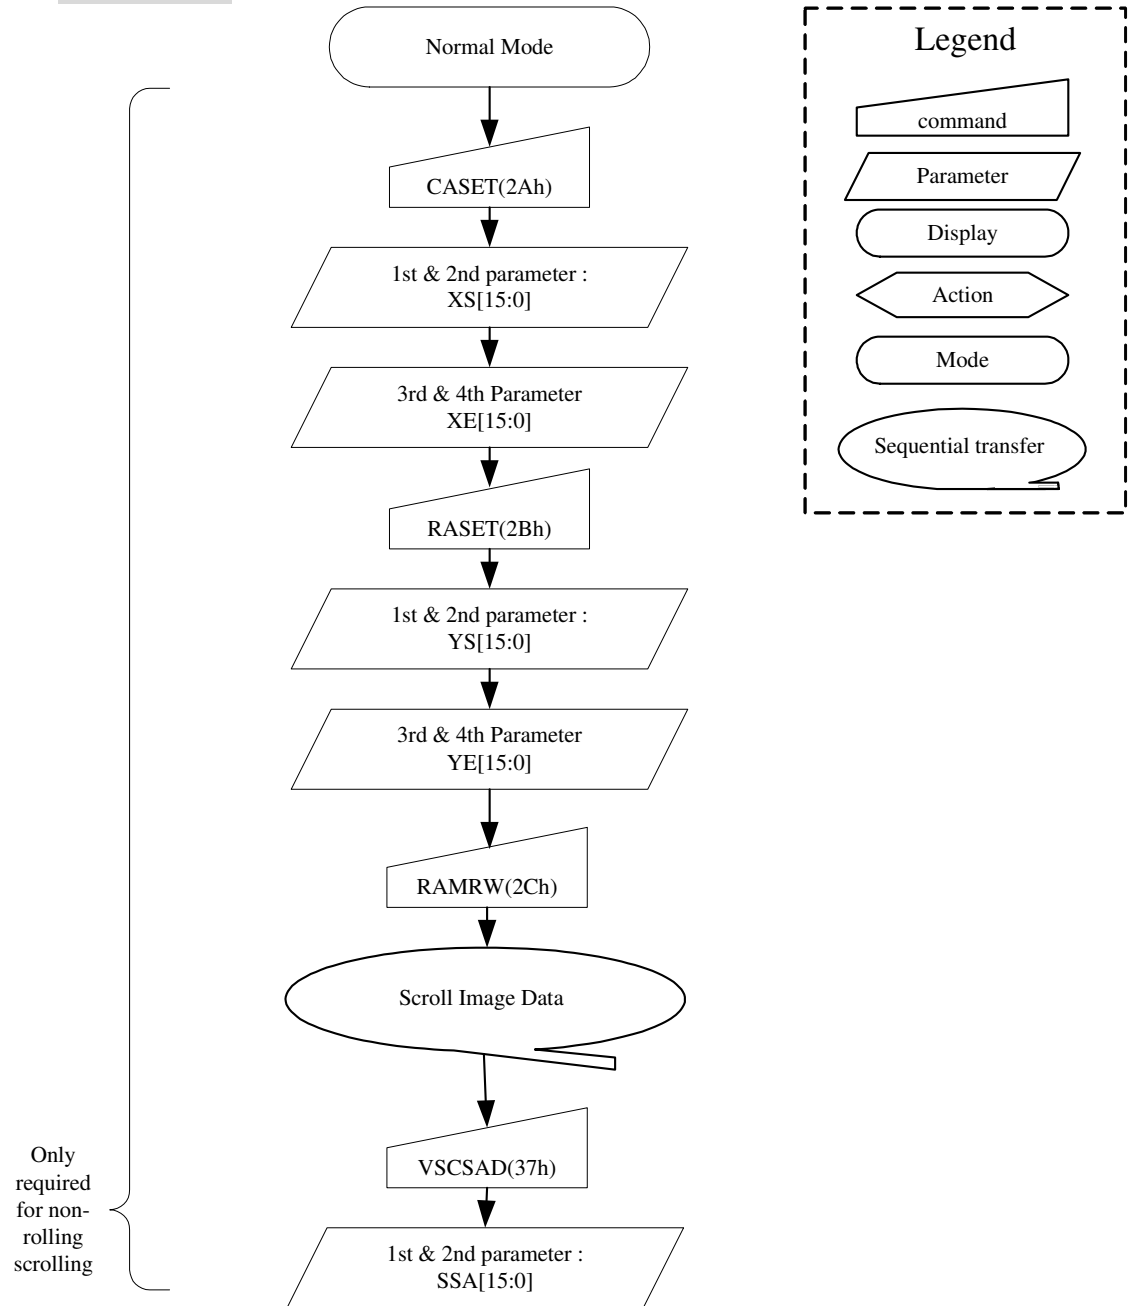 Normal Mode
CASET(2Ah)
1st & 2nd parameter :
XS[15:0]
3rd & 4th Parameter
XE[15:0]
RASET(2Bh)
1st & 2nd parameter :
YS[15:0]
3rd & 4th Parameter
YE[15:0]
RAMRW(2Ch)
Scroll Image Data
VSCSAD(37h)
1st & 2nd parameter :
SSA[15:0]
Only
required
for non-
rolling
scrolling
Legend
command
Parameter
Display
Action
Mode
Sequential transfer